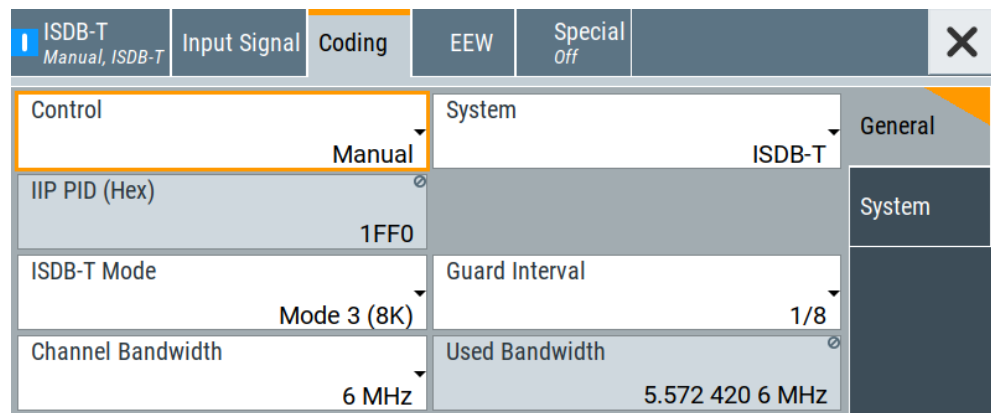 ISDB-T
Manual, ISDB-T
Input Signal
Coding
EEW
Special
Off
Control
Manual
System
ISDB-T
General
IIP PID (Hex)
1FF0
System
ISDB-T Mode
Mode 3 (8K)
Guard Interval
1/8
Channel Bandwidth
6 MHz
Used Bandwidth
5.572 420 6 MHz